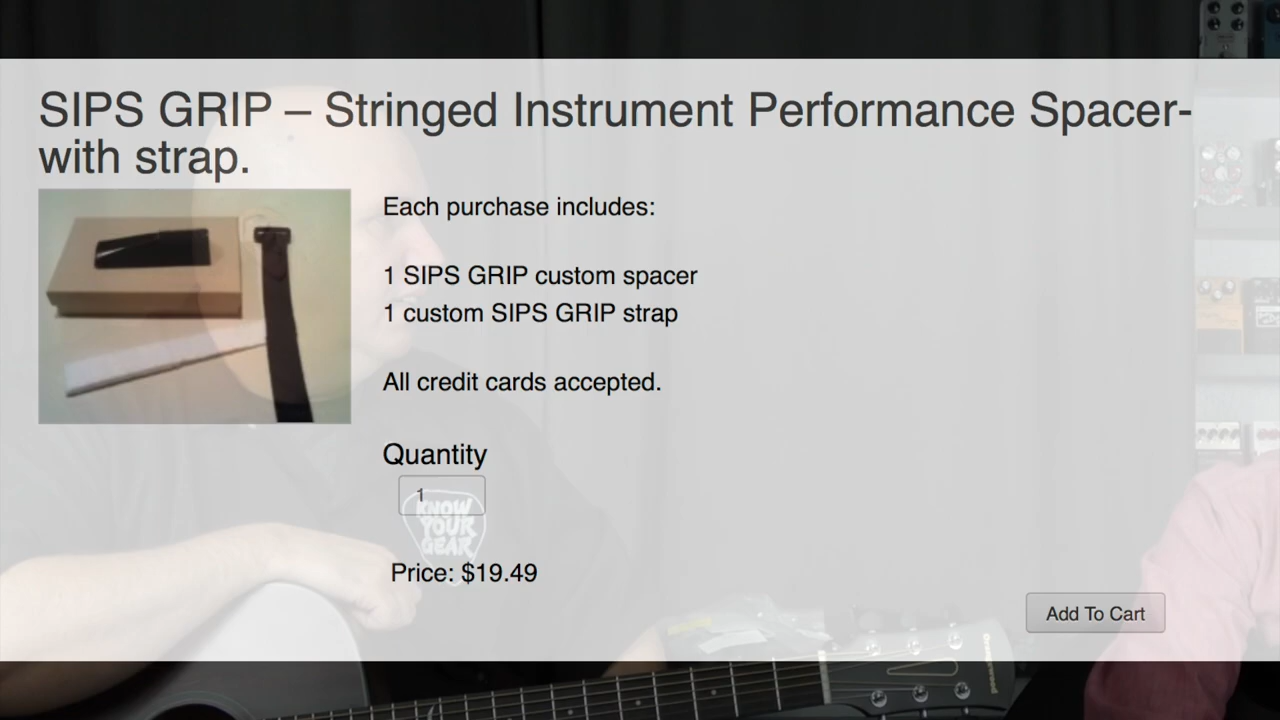 SIPS GRIP – Stringed Instrument Performance Spacer-
with strap.
Each purchase includes:
1 SIPS GRIP custom spacer
1 custom SIPS GRIP strap
All credit cards accepted.
Quantity
1
KNOW
YOUR
GEAR
Price: $19.49
Add To Cart